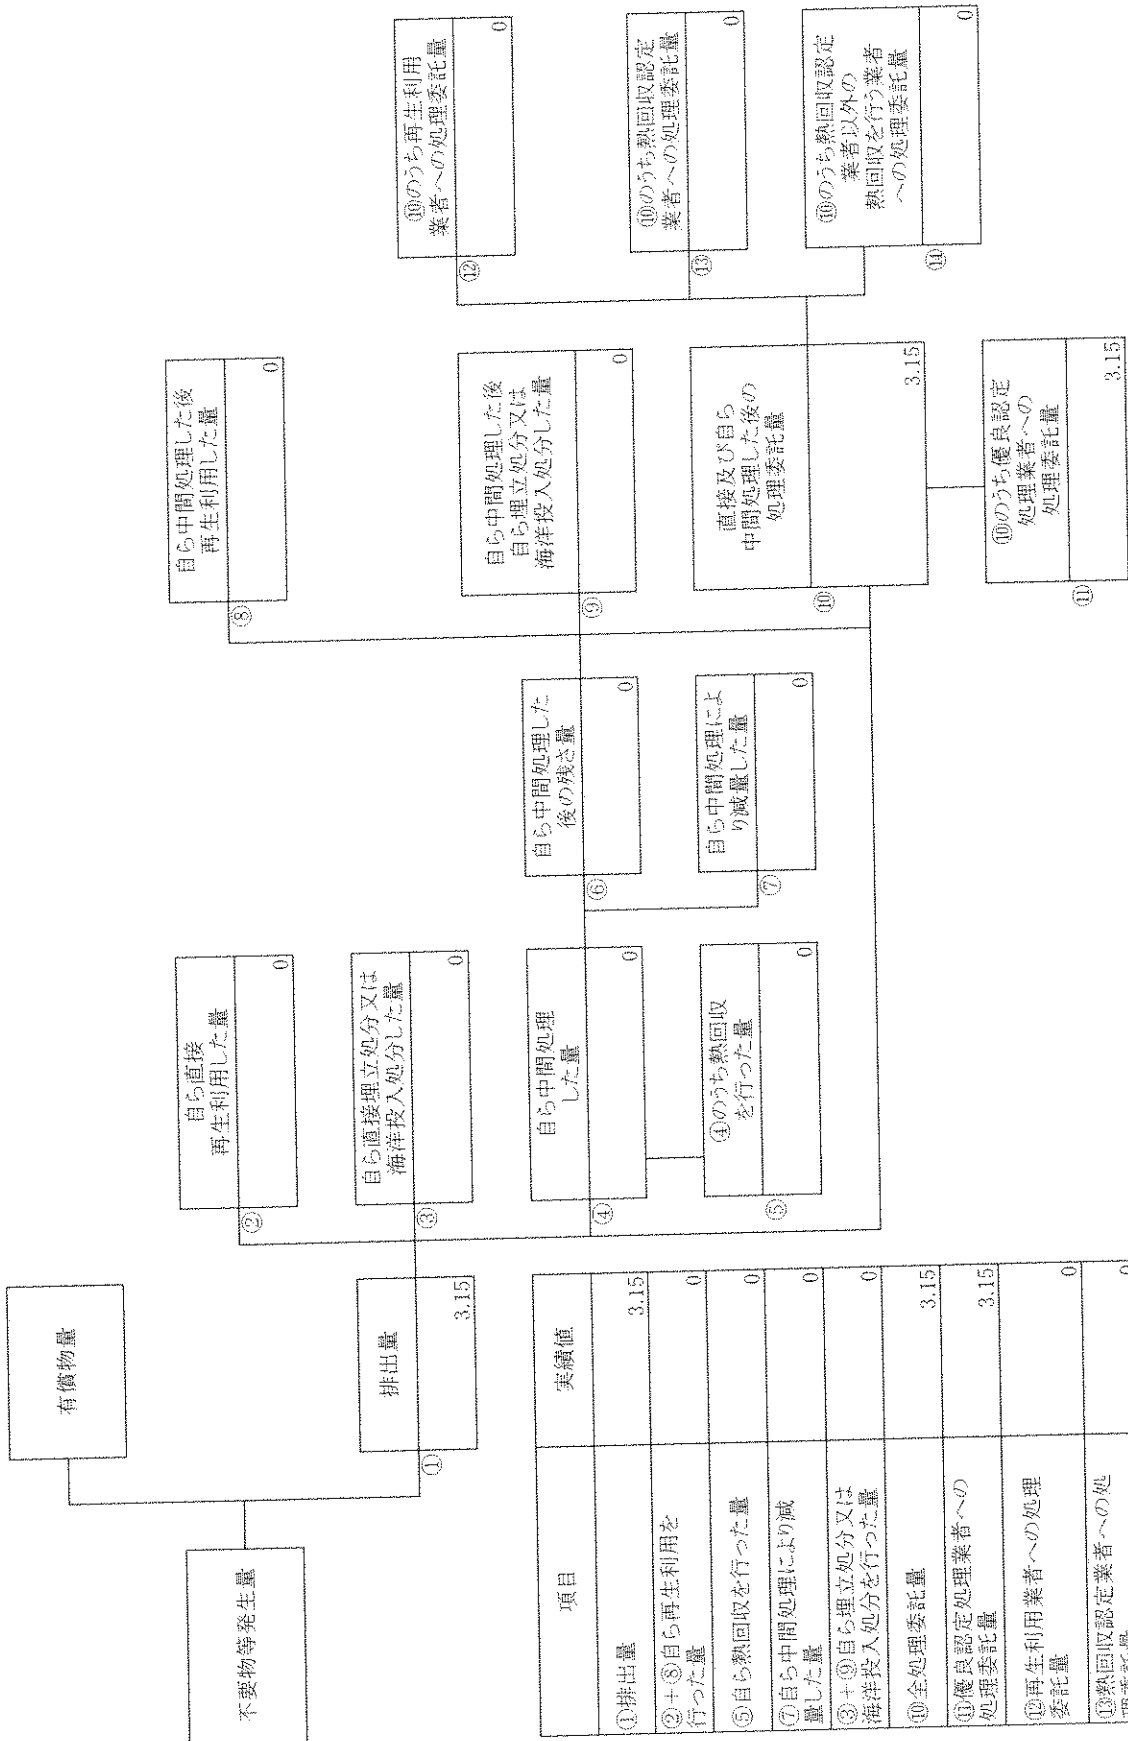 不要物等発生量
有償物量
排出量
①
3.15
自ら直接
再生利用した量
②
0
自ら直接埋立処分又は
海洋投入処分した量
③
0
自ら中間処理
した量
④
0
④のうち熱回収
を行った量
⑤
0
自ら中間処理した
後の残さ量
⑥
0
自ら中間処理によ
り減量した量
⑦
0
自ら中間処理した後
再生利用した量
⑧
0
自ら中間処理した後
自ら埋立処分又は
海洋投入処分した量
⑨
0
直接及び自ら
中間処理した後の
処理委託量
⑩
3.15
⑩のうち優良認定
処理業者への
処理委託量
⑪
3.15
⑩のうち再生利用
業者への処理委託量
⑫
0
⑩のうち熱回収認定
業者への処理委託量
⑬
0
⑩のうち熱回収認定
業者以外の
熱回収を行う業者
への処理委託量
⑭
0
項目 実績値
①排出量 3.15
②+⑧自ら再生利用を
行った量 0
⑤自ら熱回収を行った量 0
⑦自ら中間処理により減
量した量 0
③+⑨自ら埋立処分又は
海洋投入処分を行った量 0
⑩全処理委託量 3.15
⑪優良認定処理業者への
処理委託量 3.15
⑫再生利用業者への処理
委託量 0
⑬熱回収認定業者への処
理委託量 0